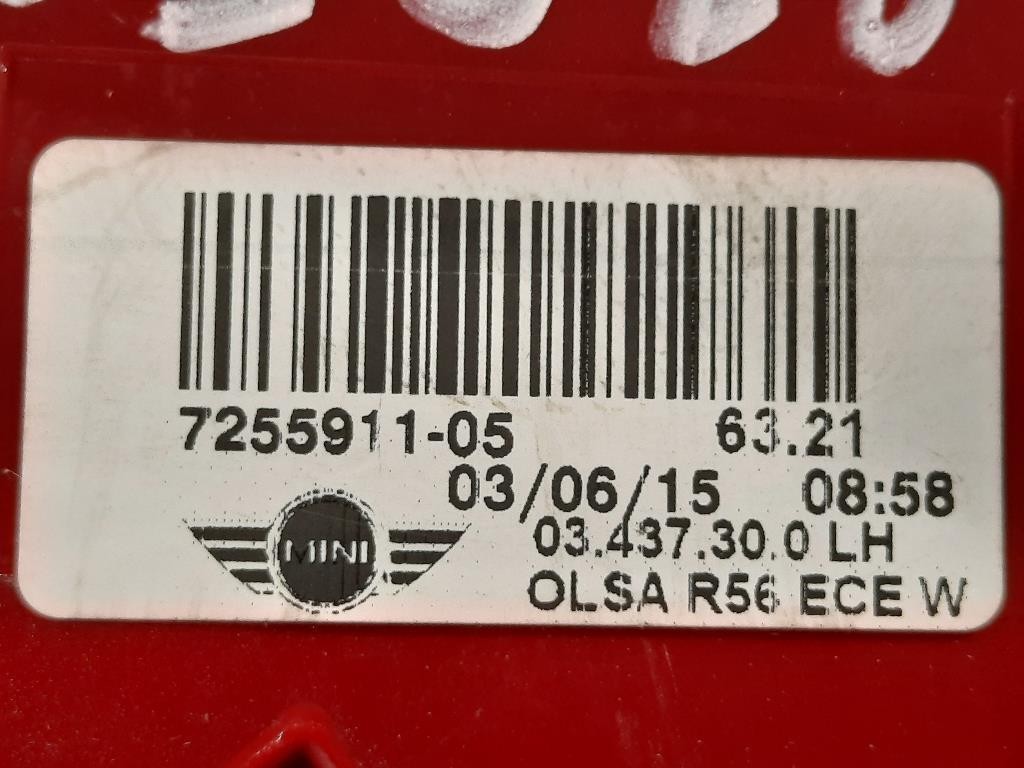 7255911-05 63.21
03/06/15 08:58
03.437.30.0 LH
MINI
OLSA R56 ECE W